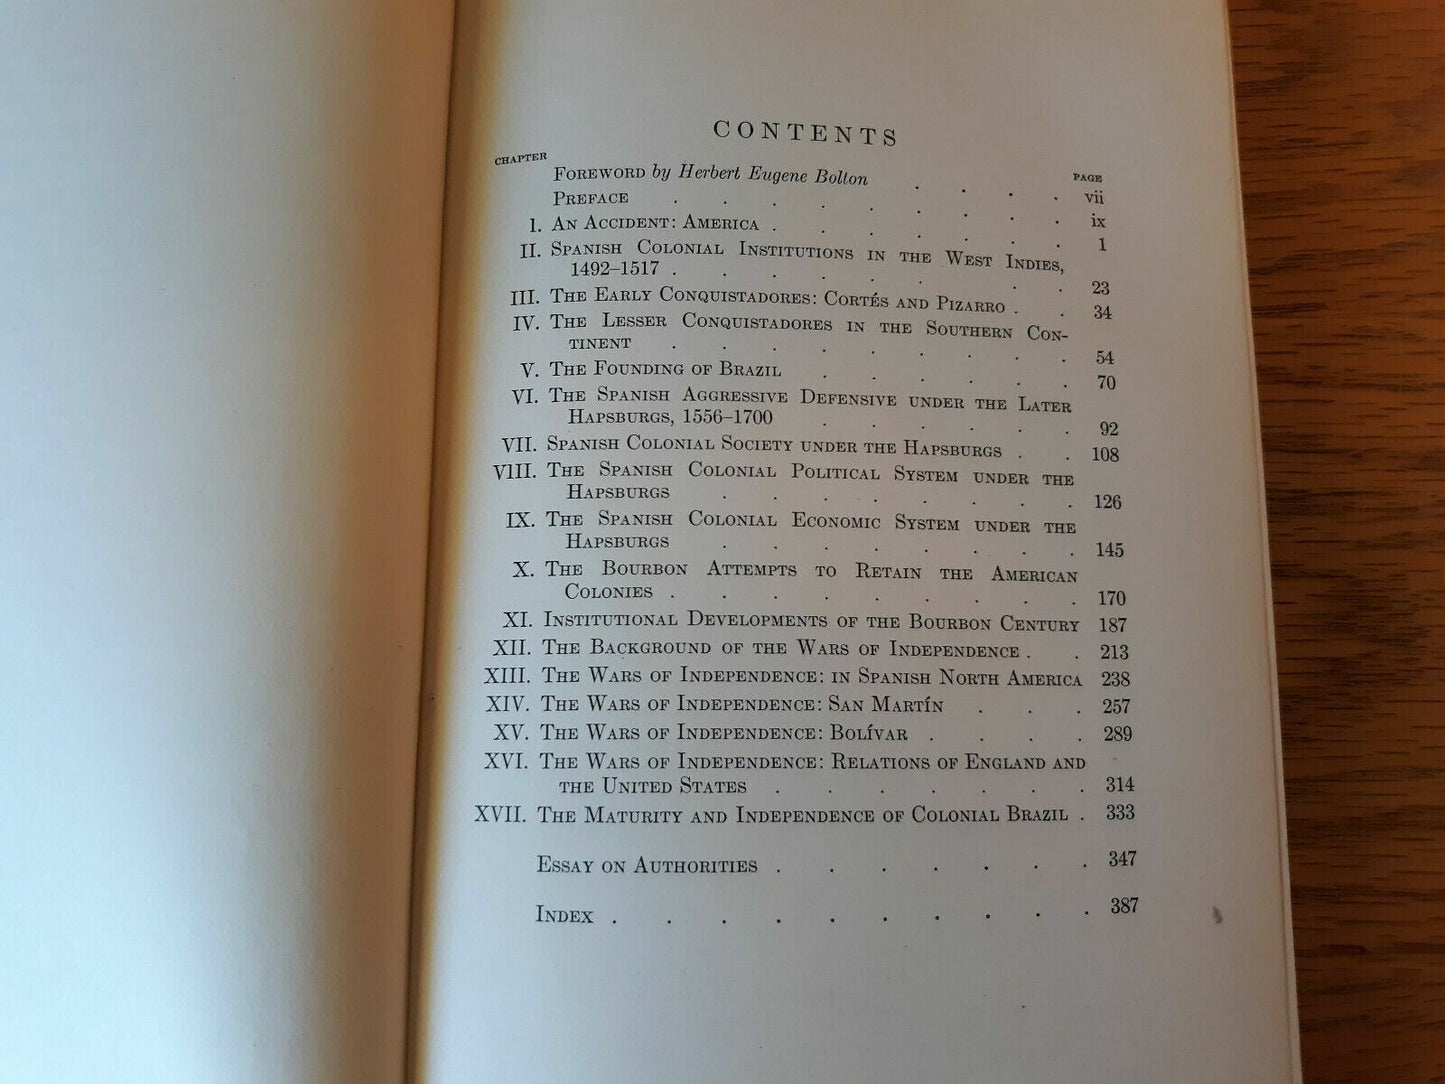 CONTENTS
CHAPTER PAGE
FOREWORD by Herbert Eugene Bolton . . . . vii
PREFACE . . . . . . . . . ix
I. AN ACCIDENT: AMERICA . . . . . . . 1
II. SPANISH COLONIAL INSTITUTIONS IN THE WEST INDIES,
1492–1517 . . . . . . . . 23
III. THE EARLY CONQUISTADORES: CORTÉS AND PIZARRO . . 34
IV. THE LESSER CONQUISTADORES IN THE SOUTHERN CON-
TINENT . . . . . . . . . 54
V. THE FOUNDING OF BRAZIL . . . . . . 70
VI. THE SPANISH AGGRESSIVE DEFENSIVE UNDER THE LATER
HAPSBURGS, 1556–1700 . . . . . . 92
VII. SPANISH COLONIAL SOCIETY UNDER THE HAPSBURGS . . 108
VIII. THE SPANISH COLONIAL POLITICAL SYSTEM UNDER THE
HAPSBURGS . . . . . . . . 126
IX. THE SPANISH COLONIAL ECONOMIC SYSTEM UNDER THE
HAPSBURGS . . . . . . . . 145
X. THE BOURBON ATTEMPTS TO RETAIN THE AMERICAN
COLONIES . . . . . . . . . 170
XI. INSTITUTIONAL DEVELOPMENTS OF THE BOURBON CENTURY 187
XII. THE BACKGROUND OF THE WARS OF INDEPENDENCE . . 213
XIII. THE WARS OF INDEPENDENCE: IN SPANISH NORTH AMERICA 238
XIV. THE WARS OF INDEPENDENCE: SAN MARTÍN . . . 257
XV. THE WARS OF INDEPENDENCE: BOLÍVAR . . . . 289
XVI. THE WARS OF INDEPENDENCE: RELATIONS OF ENGLAND AND
THE UNITED STATES . . . . . . . 314
XVII. THE MATURITY AND INDEPENDENCE OF COLONIAL BRAZIL . 333
ESSAY ON AUTHORITIES . . . . . . . 347
INDEX . . . . . . . . . . 387